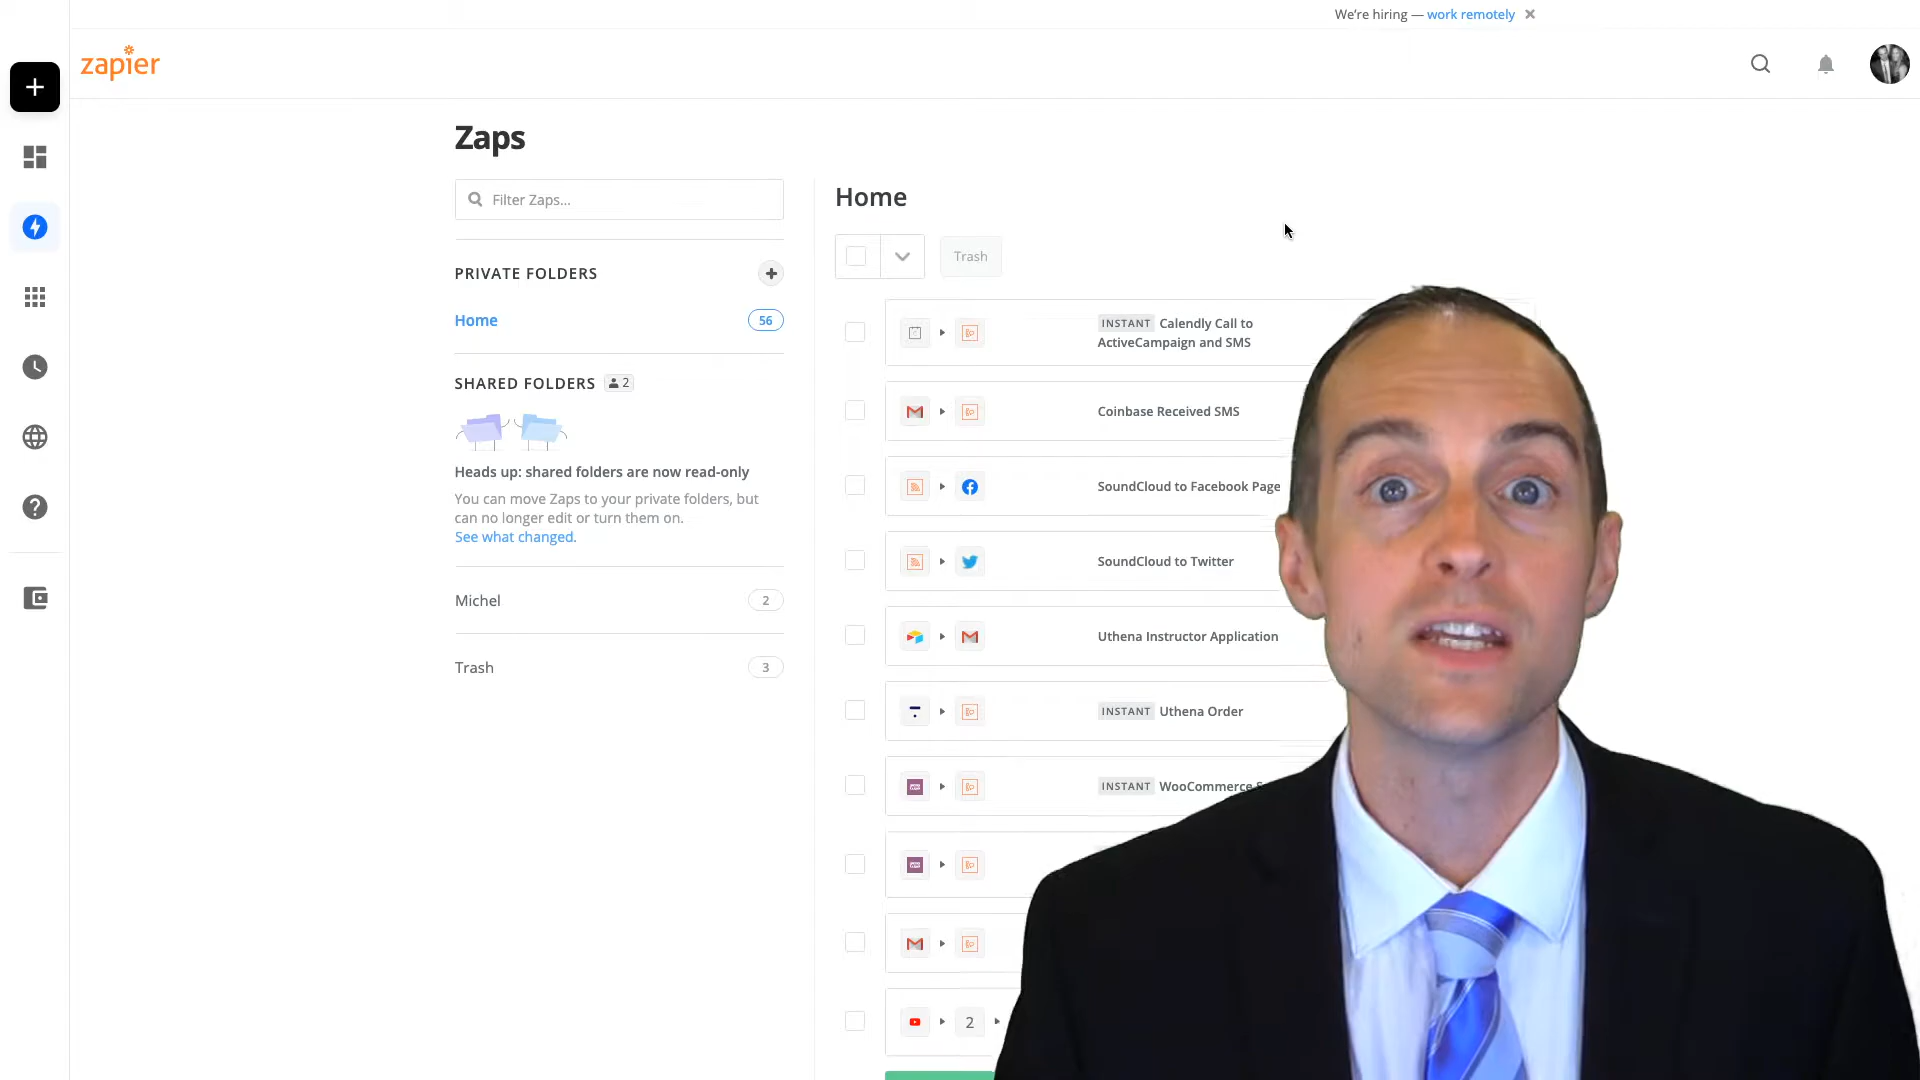 We're hiring — work remotely
zapier
Zaps
Filter Zaps...
PRIVATE FOLDERS
Home 56
SHARED FOLDERS 2
Heads up: shared folders are now read-only
You can move Zaps to your private folders, but
can no longer edit or turn them on.
See what changed.
Michel 2
Trash 3
Home
Trash
INSTANT Calendly Call to
ActiveCampaign and SMS
Coinbase Received SMS
SoundCloud to Facebook Page
SoundCloud to Twitter
Uthena Instructor Application
INSTANT Uthena Order
INSTANT WooCommerce
2